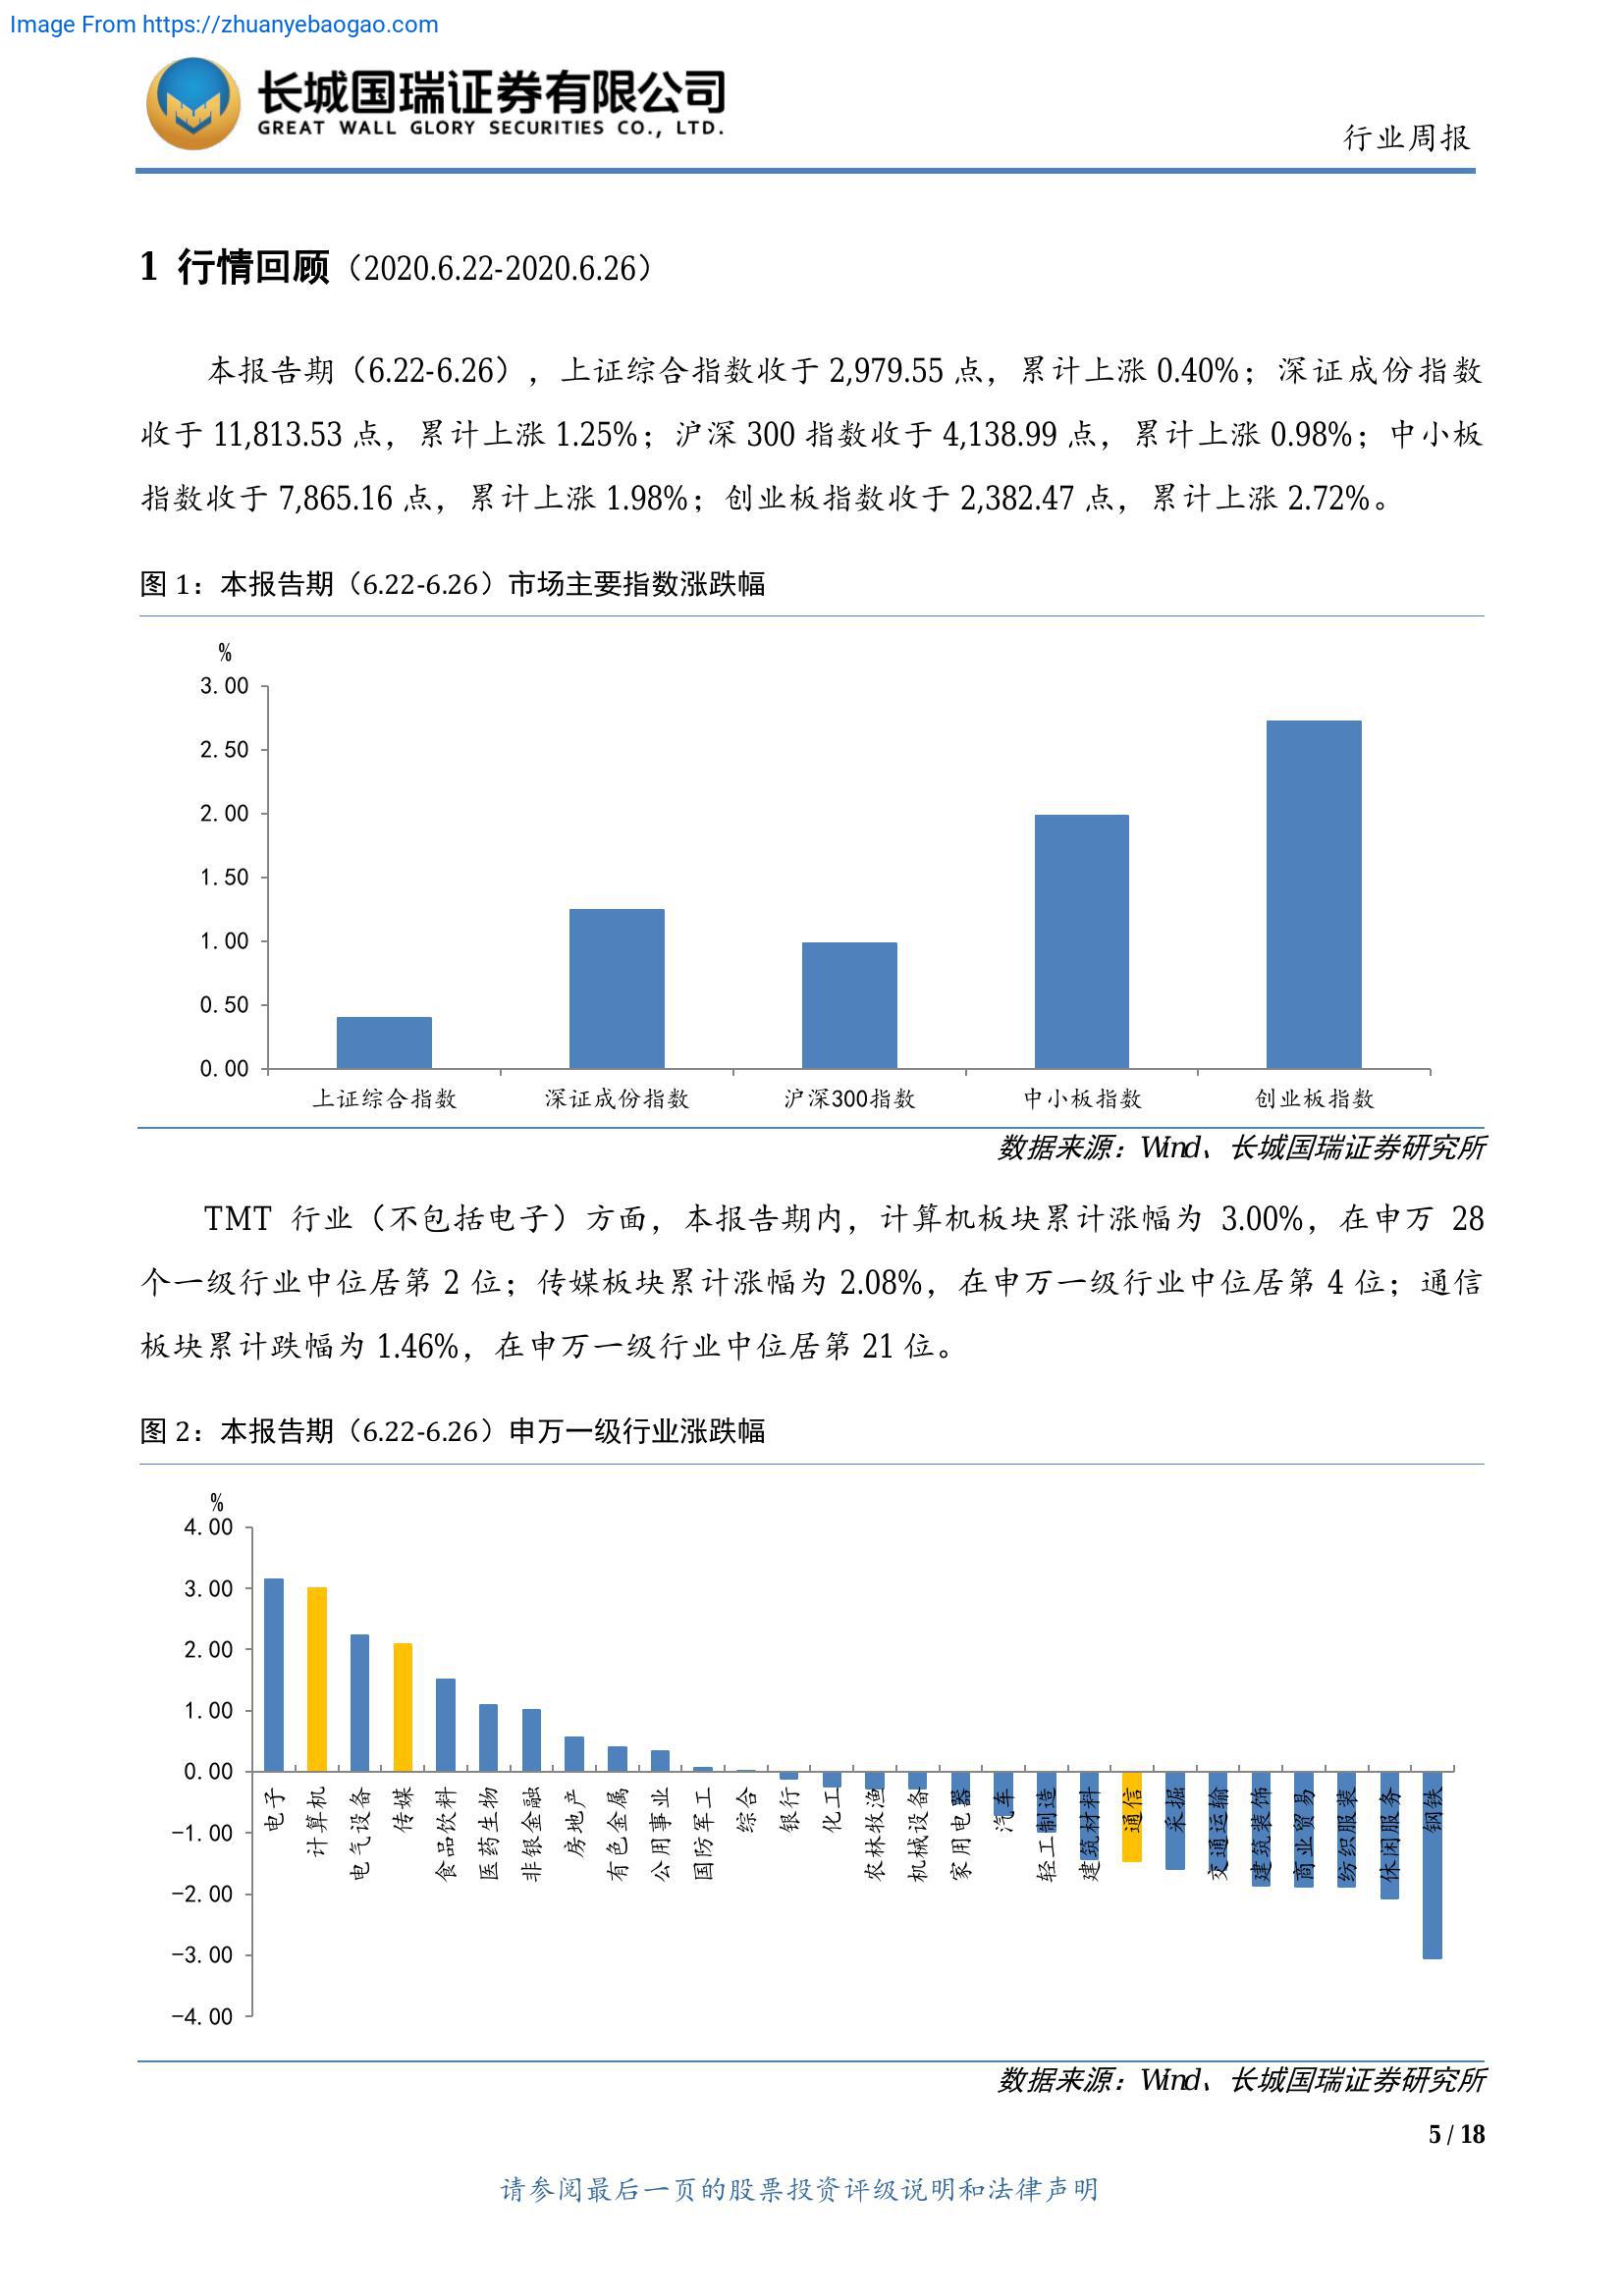 Image From https://zhuanyebaogao.com
长城国瑞证券有限公司
GREAT WALL GLORY SECURITIES CO., LTD.
行业周报
1 行情回顾（2020.6.22-2020.6.26）
本报告期（6.22-6.26），上证综合指数收于 2,979.55 点，累计上涨 0.40%；深证成份指数
收于 11,813.53 点，累计上涨 1.25%；沪深 300 指数收于 4,138.99 点，累计上涨 0.98%；中小板
指数收于 7,865.16 点，累计上涨 1.98%；创业板指数收于 2,382.47 点，累计上涨 2.72%。
图 1：本报告期（6.22-6.26）市场主要指数涨跌幅
%
3.00
2.50
2.00
1.50
1.00
0.50
0.00
上证综合指数 深证成份指数 沪深300指数 中小板指数 创业板指数
数据来源：Wind、长城国瑞证券研究所
TMT 行业（不包括电子）方面，本报告期内，计算机板块累计涨幅为 3.00%，在申万 28
个一级行业中位居第 2 位；传媒板块累计涨幅为 2.08%，在申万一级行业中位居第 4 位；通信
板块累计跌幅为 1.46%，在申万一级行业中位居第 21 位。
图 2：本报告期（6.22-6.26）申万一级行业涨跌幅
%
4.00
3.00
2.00
1.00
0.00
-1.00
-2.00
-3.00
-4.00
电子
计算机
电气设备
传媒
食品饮料
医药生物
非银金融
房地产
有色金属
公用事业
国防军工
综合
银行
化工
农林牧渔
机械设备
家用电器
汽车
轻工制造
建筑材料
通信
采掘
交通运输
建筑装饰
商业贸易
纺织服装
休闲服务
钢铁
数据来源：Wind、长城国瑞证券研究所
5 / 18
请参阅最后一页的股票投资评级说明和法律声明